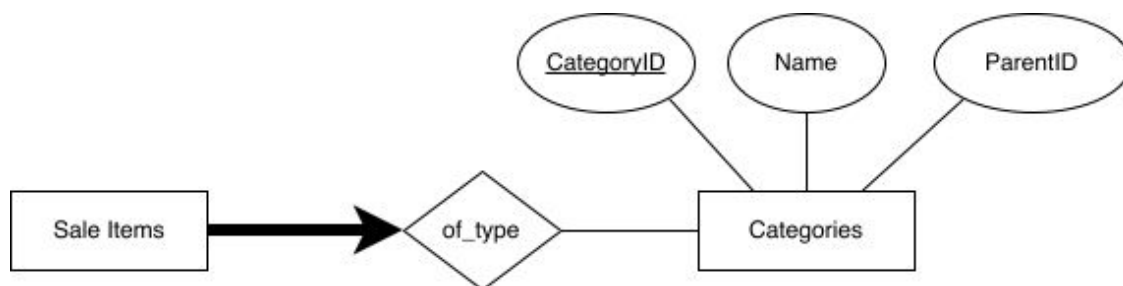 CategoryID
Name
ParentID
Sale Items
of_type
Categories